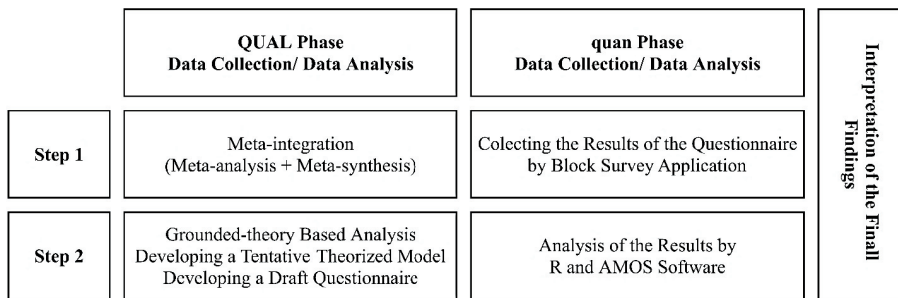 QUAL Phase
Data Collection/ Data Analysis
quan Phase
Data Collection/ Data Analysis
Step 1
Meta-integration
(Meta-analysis + Meta-synthesis)
Colecting the Results of the Questionnaire
by Block Survey Application
Step 2
Grounded-theory Based Analysis
Developing a Tentative Theorized Model
Developing a Draft Questionnaire
Analysis of the Results by
R and AMOS Software
Interpretation of the Finall
Findings